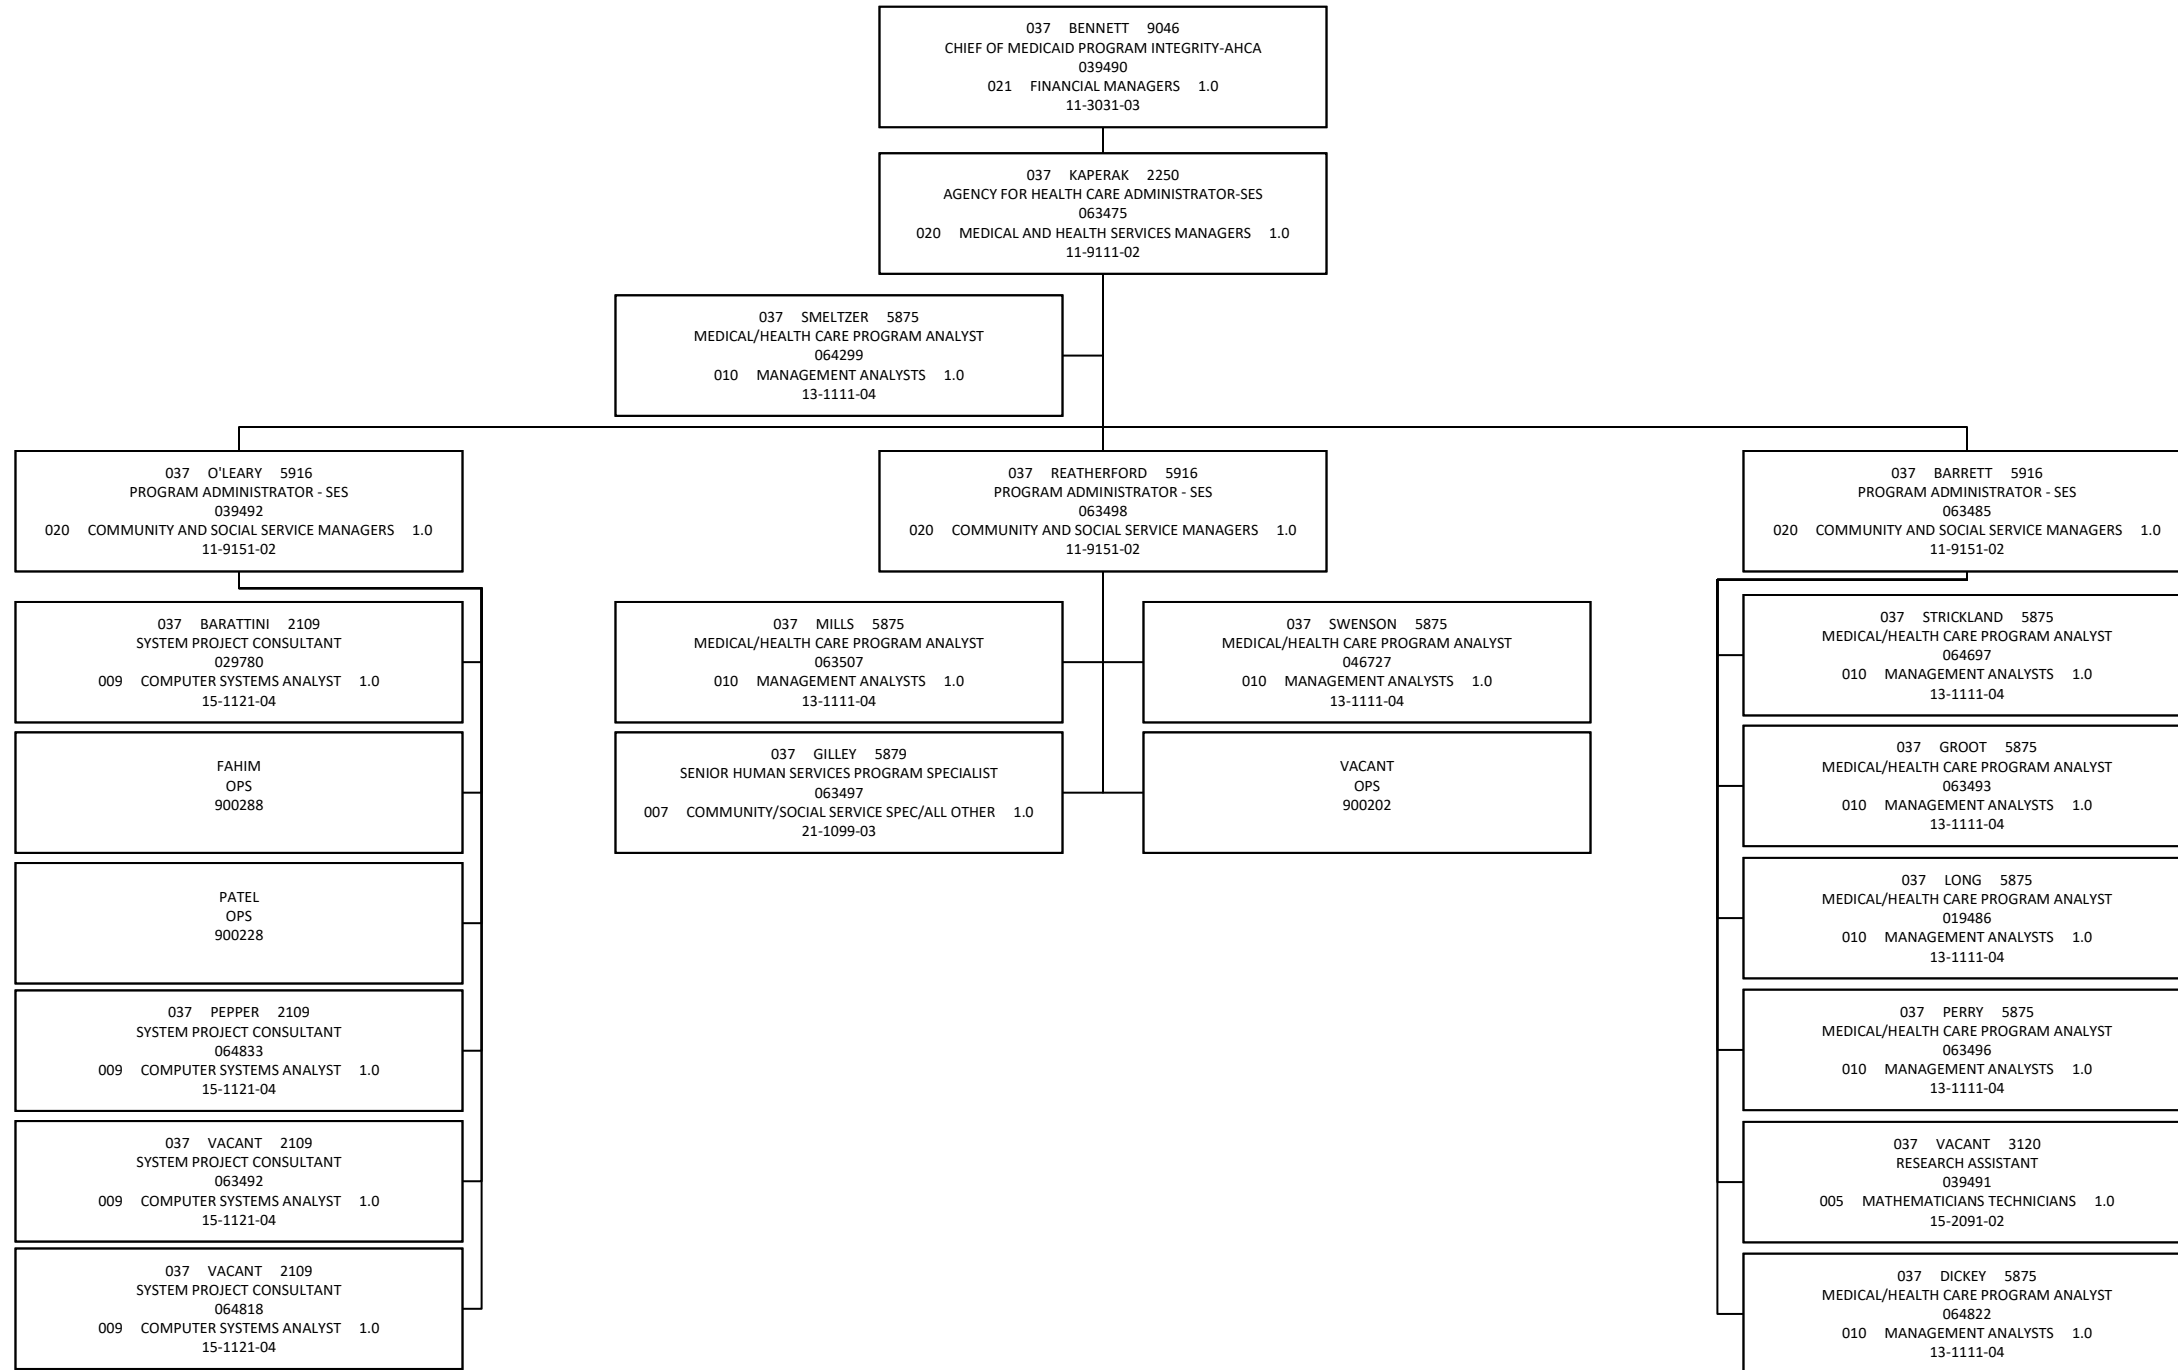 037 BENNETT 9046
CHIEF OF MEDICAID PROGRAM INTEGRITY-AHCA
039490
021 FINANCIAL MANAGERS 1.0
11-3031-03
037 KAPERAK 2250
AGENCY FOR HEALTH CARE ADMINISTRATOR-SES
063475
020 MEDICAL AND HEALTH SERVICES MANAGERS 1.0
11-9111-02
037 SMELTZER 5875
MEDICAL/HEALTH CARE PROGRAM ANALYST
064299
010 MANAGEMENT ANALYSTS 1.0
13-1111-04
037 O'LEARY 5916
PROGRAM ADMINISTRATOR - SES
039492
020 COMMUNITY AND SOCIAL SERVICE MANAGERS 1.0
11-9151-02
037 REATHERFORD 5916
PROGRAM ADMINISTRATOR - SES
063498
020 COMMUNITY AND SOCIAL SERVICE MANAGERS 1.0
11-9151-02
037 BARRETT 5916
PROGRAM ADMINISTRATOR - SES
063485
020 COMMUNITY AND SOCIAL SERVICE MANAGERS 1.0
11-9151-02
037 BARATTINI 2109
SYSTEM PROJECT CONSULTANT
029780
009 COMPUTER SYSTEMS ANALYST 1.0
15-1121-04
FAHIM
OPS
900288
PATEL
OPS
900228
037 PEPPER 2109
SYSTEM PROJECT CONSULTANT
064833
009 COMPUTER SYSTEMS ANALYST 1.0
15-1121-04
037 VACANT 2109
SYSTEM PROJECT CONSULTANT
063492
009 COMPUTER SYSTEMS ANALYST 1.0
15-1121-04
037 VACANT 2109
SYSTEM PROJECT CONSULTANT
064818
009 COMPUTER SYSTEMS ANALYST 1.0
15-1121-04
037 MILLS 5875
MEDICAL/HEALTH CARE PROGRAM ANALYST
063507
010 MANAGEMENT ANALYSTS 1.0
13-1111-04
037 SWENSON 5875
MEDICAL/HEALTH CARE PROGRAM ANALYST
046727
010 MANAGEMENT ANALYSTS 1.0
13-1111-04
037 GILLEY 5879
SENIOR HUMAN SERVICES PROGRAM SPECIALIST
063497
007 COMMUNITY/SOCIAL SERVICE SPEC/ALL OTHER 1.0
21-1099-03
VACANT
OPS
900202
037 STRICKLAND 5875
MEDICAL/HEALTH CARE PROGRAM ANALYST
064697
010 MANAGEMENT ANALYSTS 1.0
13-1111-04
037 GROOT 5875
MEDICAL/HEALTH CARE PROGRAM ANALYST
063493
010 MANAGEMENT ANALYSTS 1.0
13-1111-04
037 LONG 5875
MEDICAL/HEALTH CARE PROGRAM ANALYST
019486
010 MANAGEMENT ANALYSTS 1.0
13-1111-04
037 PERRY 5875
MEDICAL/HEALTH CARE PROGRAM ANALYST
063496
010 MANAGEMENT ANALYSTS 1.0
13-1111-04
037 VACANT 3120
RESEARCH ASSISTANT
039491
005 MATHEMATICIANS TECHNICIANS 1.0
15-2091-02
037 DICKEY 5875
MEDICAL/HEALTH CARE PROGRAM ANALYST
064822
010 MANAGEMENT ANALYSTS 1.0
13-1111-04